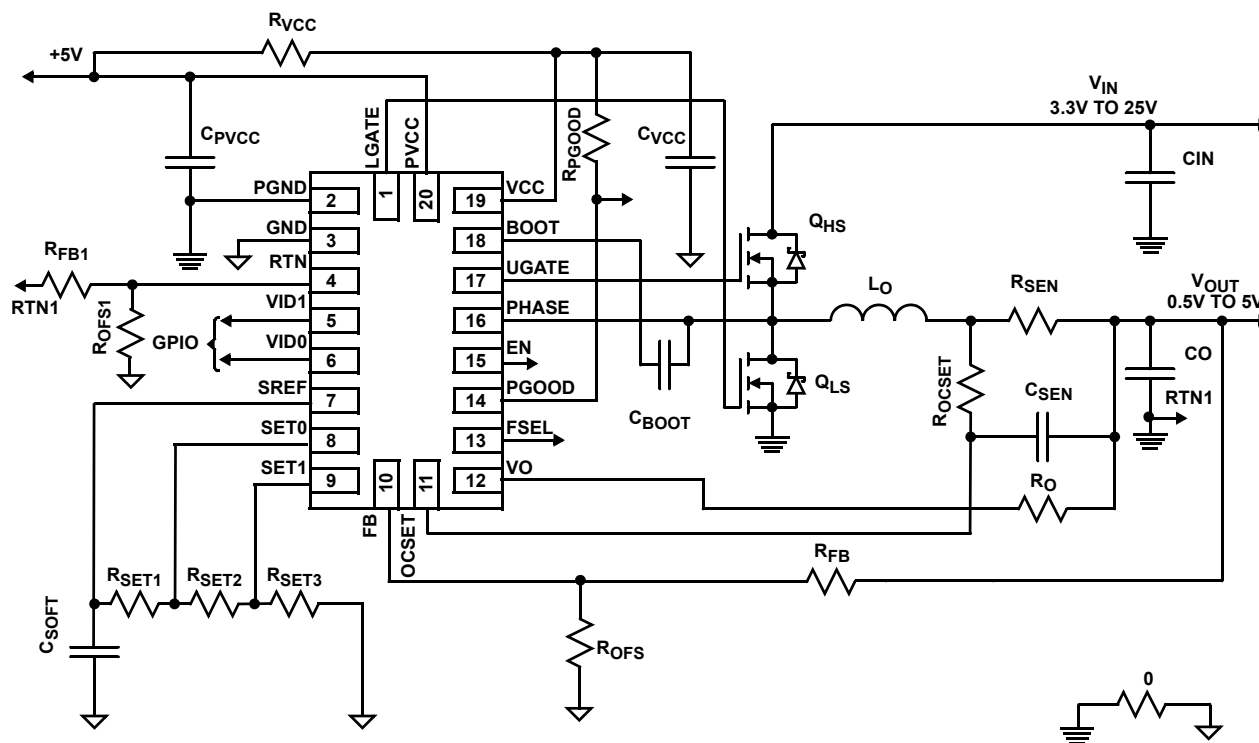 RVCC
+5V
VIN
3.3V TO 25V
CPVCC
LGATE
PVCC
RPGOOD
CVCC
CIN
PGND
2
1
20
19
VCC
GND
3
18
BOOT
QHS
RFB1
RTN
4
17
UGATE
RTN1
LO
RSEN
VOUT
0.5V TO 5V
ROFS1
VID1
5
16
PHASE
GPIO
VID0
6
15
EN
CO
SREF
7
14
PGOOD
QLS
ROCSET
CSEN
RTN1
CBOOT
SET0
8
13
FSEL
SET1
9
10
11
12
VO
RO
FB
OCSET
RFB
RSET1
RSET2
RSET3
CSOFT
ROFS
0